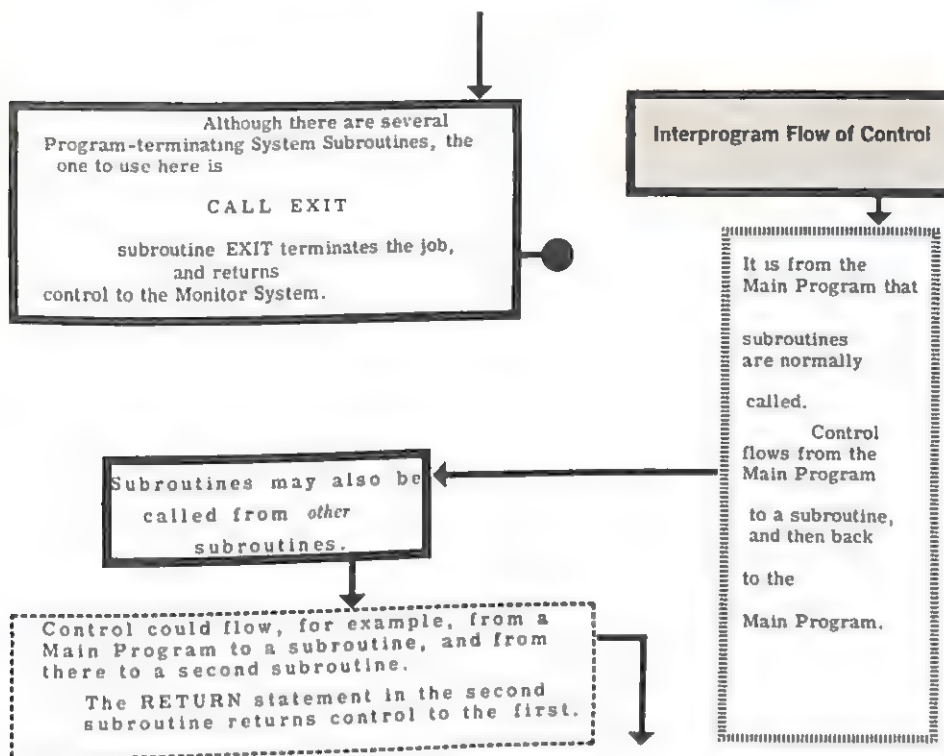 Although there are several
Program-terminating System Subroutines, the
one to use here is
CALL EXIT
subroutine EXIT terminates the job,
and returns
control to the Monitor System.
Interprogram Flow of Control
It is from the
Main Program that
subroutines
are normally
called.
Control
flows from the
Main Program
to a subroutine,
and then back
to the
Main Program.
Subroutines may also be
called from other
subroutines.
Control could flow, for example, from a
Main Program to a subroutine, and from
there to a second subroutine.
The RETURN statement in the second
subroutine returns control to the first.